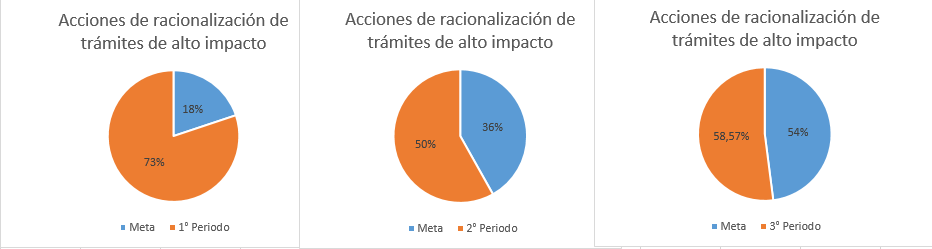 Acciones de racionalización de
trámites de alto impacto
18%
73%
Meta
1° Periodo
Acciones de racionalización de
trámites de alto impacto
36%
50%
Meta
2° Periodo
Acciones de racionalización de
trámites de alto impacto
58,57%
54%
Meta
3° Periodo